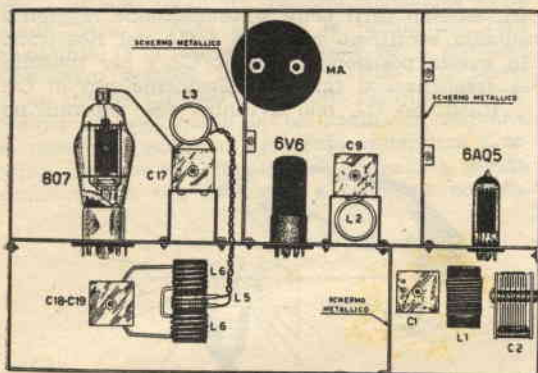 SCHERMO METALLICO
L3
MA.
SCHERMO METALLICO
807
C17
6V6
C9
6AQ5
L2
L6
C18-C19
L5
L6
SCHERMO
METALLICO
C1
L1
C2